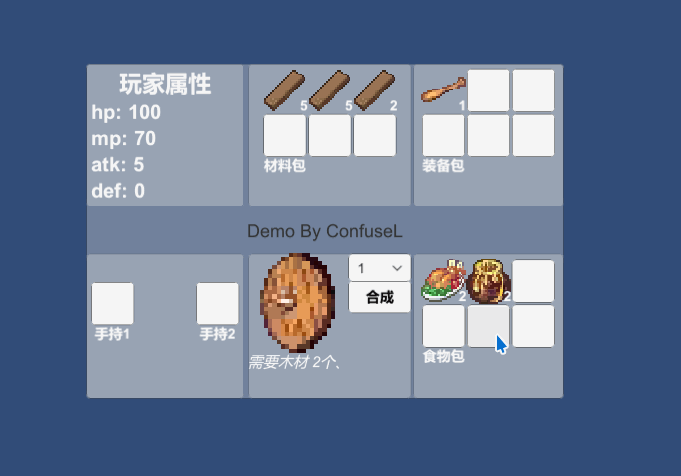 玩家属性
hp: 100
mp: 70
atk: 5
def: 0
5
5
2
材料包
1
装备包
Demo By ConfuseL
手持1
手持2
1
合成
需要木材 2个、
2
2
食物包